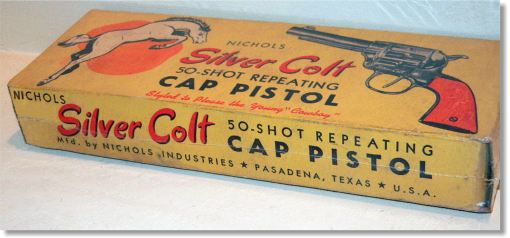 NICHOLS
Silver Colt
50-SHOT REPEATING
CAP PISTOL
Styled to Please the Young "Cowboy"
NICHOLS
Silver Colt
50-SHOT REPEATING
CAP PISTOL
Mfd. by NICHOLS INDUSTRIES ★ PASADENA, TEXAS ★ U.S.A.